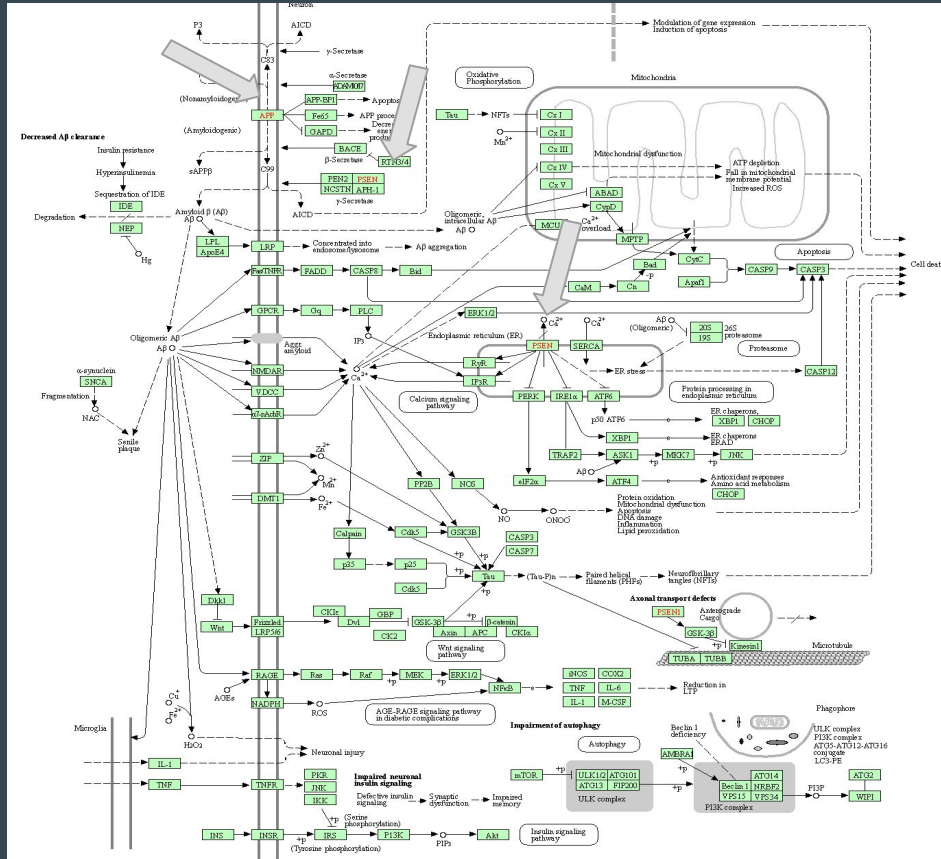 Neuron
P3
AICD
Modulation of gene expression
Induction of apoptosis
γ-Secretase
C83
Oxidative
Phosphorylation
Mitochondria
α-Secretase
APP-BP1
Apoptos
Tau
NFTs
Cx I
APP
Fe65
APP proce
Mn2+
Cx II
(Amyloidogenic)
GAPD
Decreased Aβ clearance
BACE
Cx III
Mitochondrial dysfunction
Insulin resistance
β-Secretase
RTN3/4
Cx IV
ATP depletion
Hyperinsulinemia
sAPPβ
C99
PEN2
PSEN
Fall in mitochondrial
membrane potential
Increased ROS
Cx V
NCSTN
APH-1
γ-Secretase
ABAD
Sequestration of IDE
IDE
CypD
Amyloid β (Aβ)
AICD
Oligomeric,
intracellular Aβ
Aβ
Degradation
Aβ
MCU
Ca2+
overload
NEP
LPL
ApoE4
LRP
Concentrated into
endosome/lysosome
Aβ aggregation
MPTP
Hg
Apoptosis
CytC
Bad
FasTNFR
FADD
CASP8
Bid
CASP9
CASP3
Cell deat
-p
CaM
Cn
Apaf1
GPCR
Gq
PLC
ERK1/2
Ca2+
Ca2+
Aβ
(Oligomeric)
20S
19S
26S
proteasome
IP3
Endoplasmic reticulum (ER)
Oligomeric Aβ
Aβ
Aggr.
amyloid
PSEN
SERCA
Proteasome
RyR
α-synuclein
NMDAR
Ca2+
ER stress
CASP12
SNCA
IP3R
VDCC
Fragmentation
Calcium signaling
pathway
PERK
IRE1α
ATF6
Protein processing in
endoplasmic reticulum
α7-nAchR
NAC
p50 ATF6
c
ER chaperons,
XBP1
CHOP
Senile
plaque
XBP1
c
ER chaperons
ERAD
ZIP
Zn2+
TRAF2
ASK1
MKK7
JNK
+p
+p
Aβ
Mn2+
PP2B
NOS
eIF2α
ATF4
c
Antioxidant responses
Amino acid metabolism
CHOP
DMT1
Fe2+
NO
ONOO-
Protein oxidation
Mitochondrial dysfunction
Apoptosis
DNA damage
Inflammation
Lipid peroxidation
Calpain
Cdk5
GSK3B
CASP3
CASP7
+p
+p
p35
p25
+p
Tau
(Tau-P)n
Paired helical
filaments (PHFs)
Neurofibrillary
tangles (NFTs)
Cdk5
+p
Axonal transport defects
Dkk1
PSEN1
Anterograde
Cargo
CKIε
GBP
Wnt
Frizzled
Dvl
GSK-3β
β-catenin
GSK-3β
+p
LRP5/6
CK2
Axin
APC
CKIα
Kinesin1
Microtubule
Wnt signaling
pathway
TUBA
TUBB
RAGE
Ras
Raf
MEK
ERK1/2
+p
iNOS
COX2
AGEs
NFκB
TNF
IL-6
Reduction in
LTP
Cu+
NADPH
ROS
IL-1
M-CSF
Fe2+
AGE-RAGE signaling pathway
in diabetic complications
Phagophore
Microglia
Impairment of autophagy
Beclin 1
deficiency
ULK complex
PI3K complex
ATG5-ATG12-ATG16
conjugate
LC3-PE
H2O2
Neuronal injury
Autophagy
AMBRA1
IL-1
PKR
Impaired neuronal
insulin signaling
mTOR
+p
ULK1/2
ATG101
+p
ATG14
ATG2
TNF
TNFR
JNK
Defective insulin
signaling
Synaptic
dysfunction
Impaired
memory
ATG13
FIP200
+p
Beclin 1
NRBF2
IKK
ULK complex
VPS15
VPS34
PI3P
WIPI
(Serine
phosphorylation)
+p
PI3K complex
INS
INSR
+p
IRS
PI3K
PIP3
Akt
Insulin signaling
pathway
(Tyrosine phosphorylation)